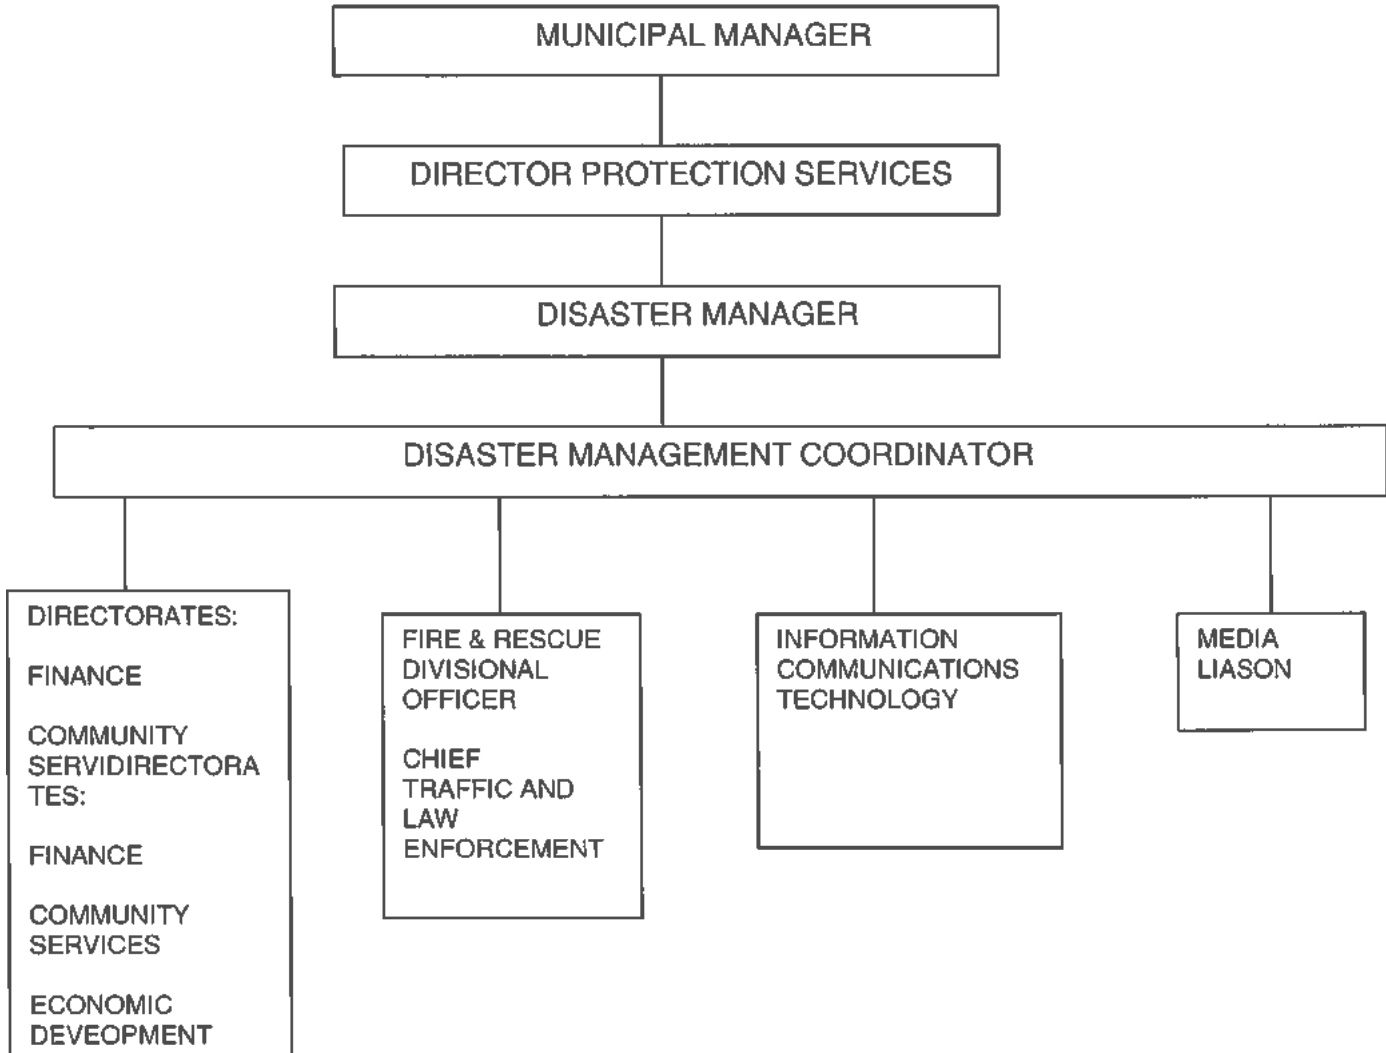 MUNICIPAL MANAGER
DIRECTOR PROTECTION SERVICES
DISASTER MANAGER
DISASTER MANAGEMENT COORDINATOR
DIRECTORATES:
FINANCE
COMMUNITY
SERVIDIRECTORA
TES:
FINANCE
COMMUNITY
SERVICES
ECONOMIC
DEVEOPMENT
FIRE & RESCUE
DIVISIONAL
OFFICER
CHIEF
TRAFFIC AND
LAW
ENFORCEMENT
INFORMATION
COMMUNICATIONS
TECHNOLOGY
MEDIA
LIASON